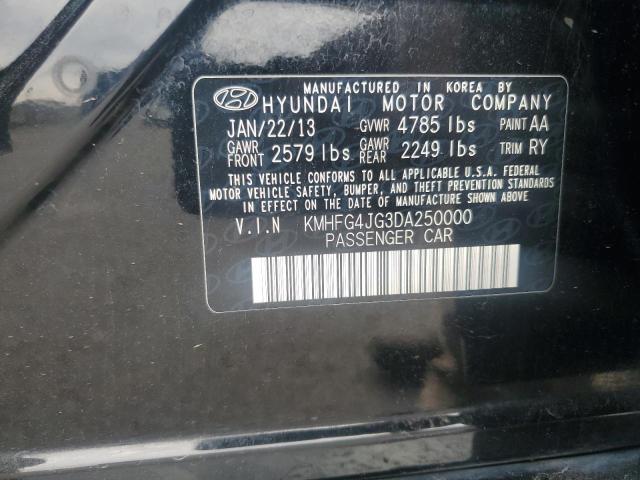 MANUFACTURED IN KOREA BY
HYUNDAI MOTOR COMPANY
JAN/22/13 GVWR 4785 lbs PAINT AA
GAWR FRONT 2579 lbs GAWR REAR 2249 lbs TRIM RY
THIS VEHICLE CONFORMS TO ALL APPLICABLE U.S.A. FEDERAL
MOTOR VEHICLE SAFETY, BUMPER, AND THEFT PREVENTION STANDARDS
IN EFFECT ON THE DATE OF MANUFACTURE SHOWN ABOVE.
V.I.N KMHFG4JG3DA250000
PASSENGER CAR